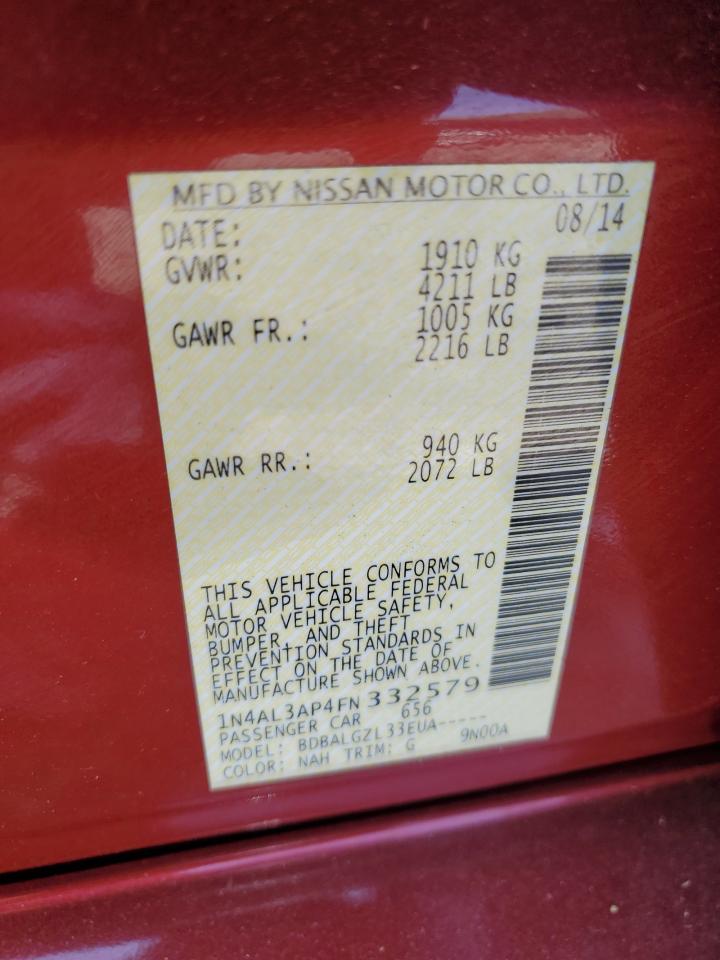 MFD BY NISSAN MOTOR CO., LTD.
DATE: 08/14
GVWR: 1910 KG
4211 LB
GAWR FR.: 1005 KG
2216 LB
GAWR RR.: 940 KG
2072 LB
THIS VEHICLE CONFORMS TO
ALL APPLICABLE FEDERAL
MOTOR VEHICLE SAFETY,
BUMPER, AND THEFT
PREVENTION STANDARDS IN
EFFECT ON THE DATE OF
MANUFACTURE SHOWN ABOVE.
1N4AL3AP4FN 332579
PASSENGER CAR 656
MODEL: BDBALGZL33EUA-----
COLOR: NAH TRIM: G 9N00A